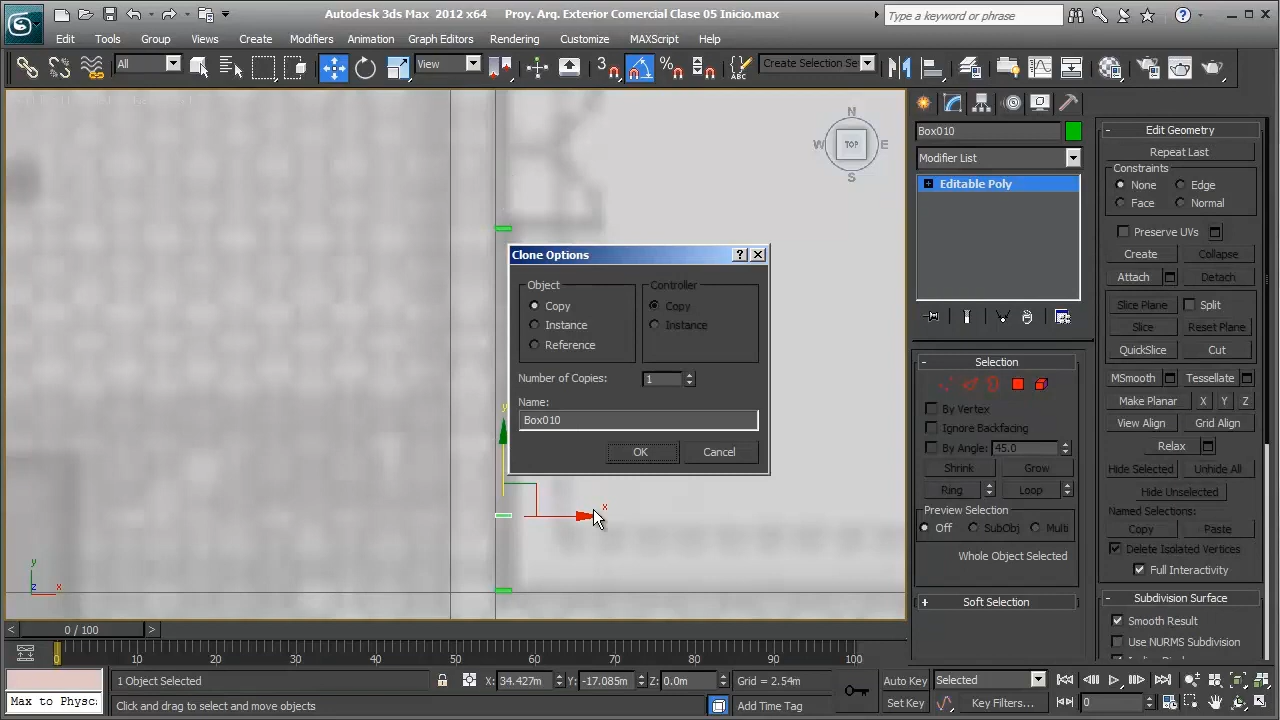 Autodesk 3ds Max 2012 x64 Proy. Arq. Exterior Comercial Clase 05 Inicio.max
Type a keyword or phrase
Edit Tools Group Views Create Modifiers Animation Graph Editors Rendering Customize MAXScript Help
All View Create Selection Se
3 % ABC
N
W TOP E
S
Box010
Modifier List
Editable Poly
Selection
By Vertex
Ignore Backfacing
By Angle: 45.0
Shrink Grow
Ring Loop
Preview Selection
Off SubObj Multi
Whole Object Selected
+ Soft Selection
- Edit Geometry
Repeat Last
Constraints
None Edge
Face Normal
Preserve UVs
Create Collapse
Attach Detach
Slice Plane Split
Slice Reset Plane
QuickSlice Cut
MSmooth Tessellate
Make Planar X Y Z
View Align Grid Align
Relax
Hide Selected Unhide All
Hide Unselected
Named Selections:
Copy Paste
Delete Isolated Vertices
Full Interactivity
- Subdivision Surface
Smooth Result
Use NURMS Subdivision
Clone Options ?
Object Controller
Copy Copy
Instance Instance
Reference
Number of Copies: 1
Name:
Box010
OK Cancel
y
x
y
z x
< 0 / 100 >
0 10 20 30 40 50 60 70 80 90 100
1 Object Selected X: 34.427m Y: -17.085m Z: 0.0m Grid = 2.54m Auto Key Selected
Max to Physc: Click and drag to select and move objects Add Time Tag Set Key Key Filters... 0